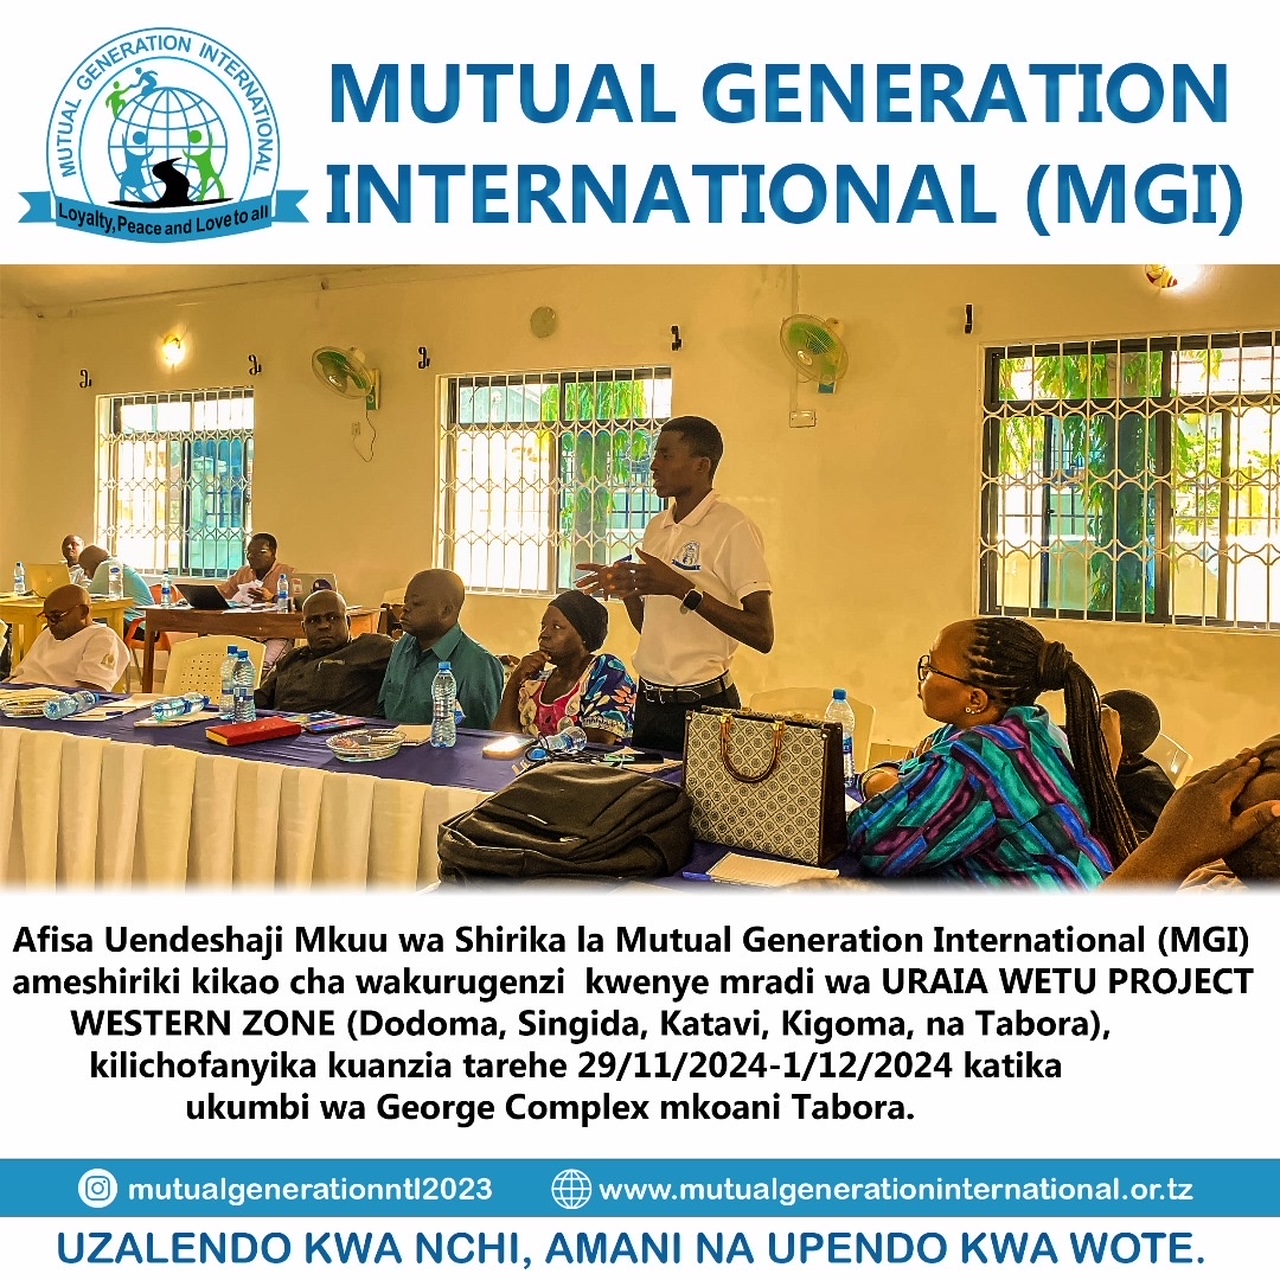 MUTUAL GENERATION INTERNATIONAL
Loyalty, Peace and Love to all
MUTUAL GENERATION
INTERNATIONAL (MGI)
Afisa Uendeshaji Mkuu wa Shirika la Mutual Generation International (MGI)
ameshiriki kikao cha wakurugenzi kwenye mradi wa URAIA WETU PROJECT
WESTERN ZONE (Dodoma, Singida, Katavi, Kigoma, na Tabora),
kilichofanyika kuanzia tarehe 29/11/2024-1/12/2024 katika
ukumbi wa George Complex mkoani Tabora.
mutualgenerationntl2023 www.mutualgenerationinternational.or.tz
UZALENDO KWA NCHI, AMANI NA UPENDO KWA WOTE.